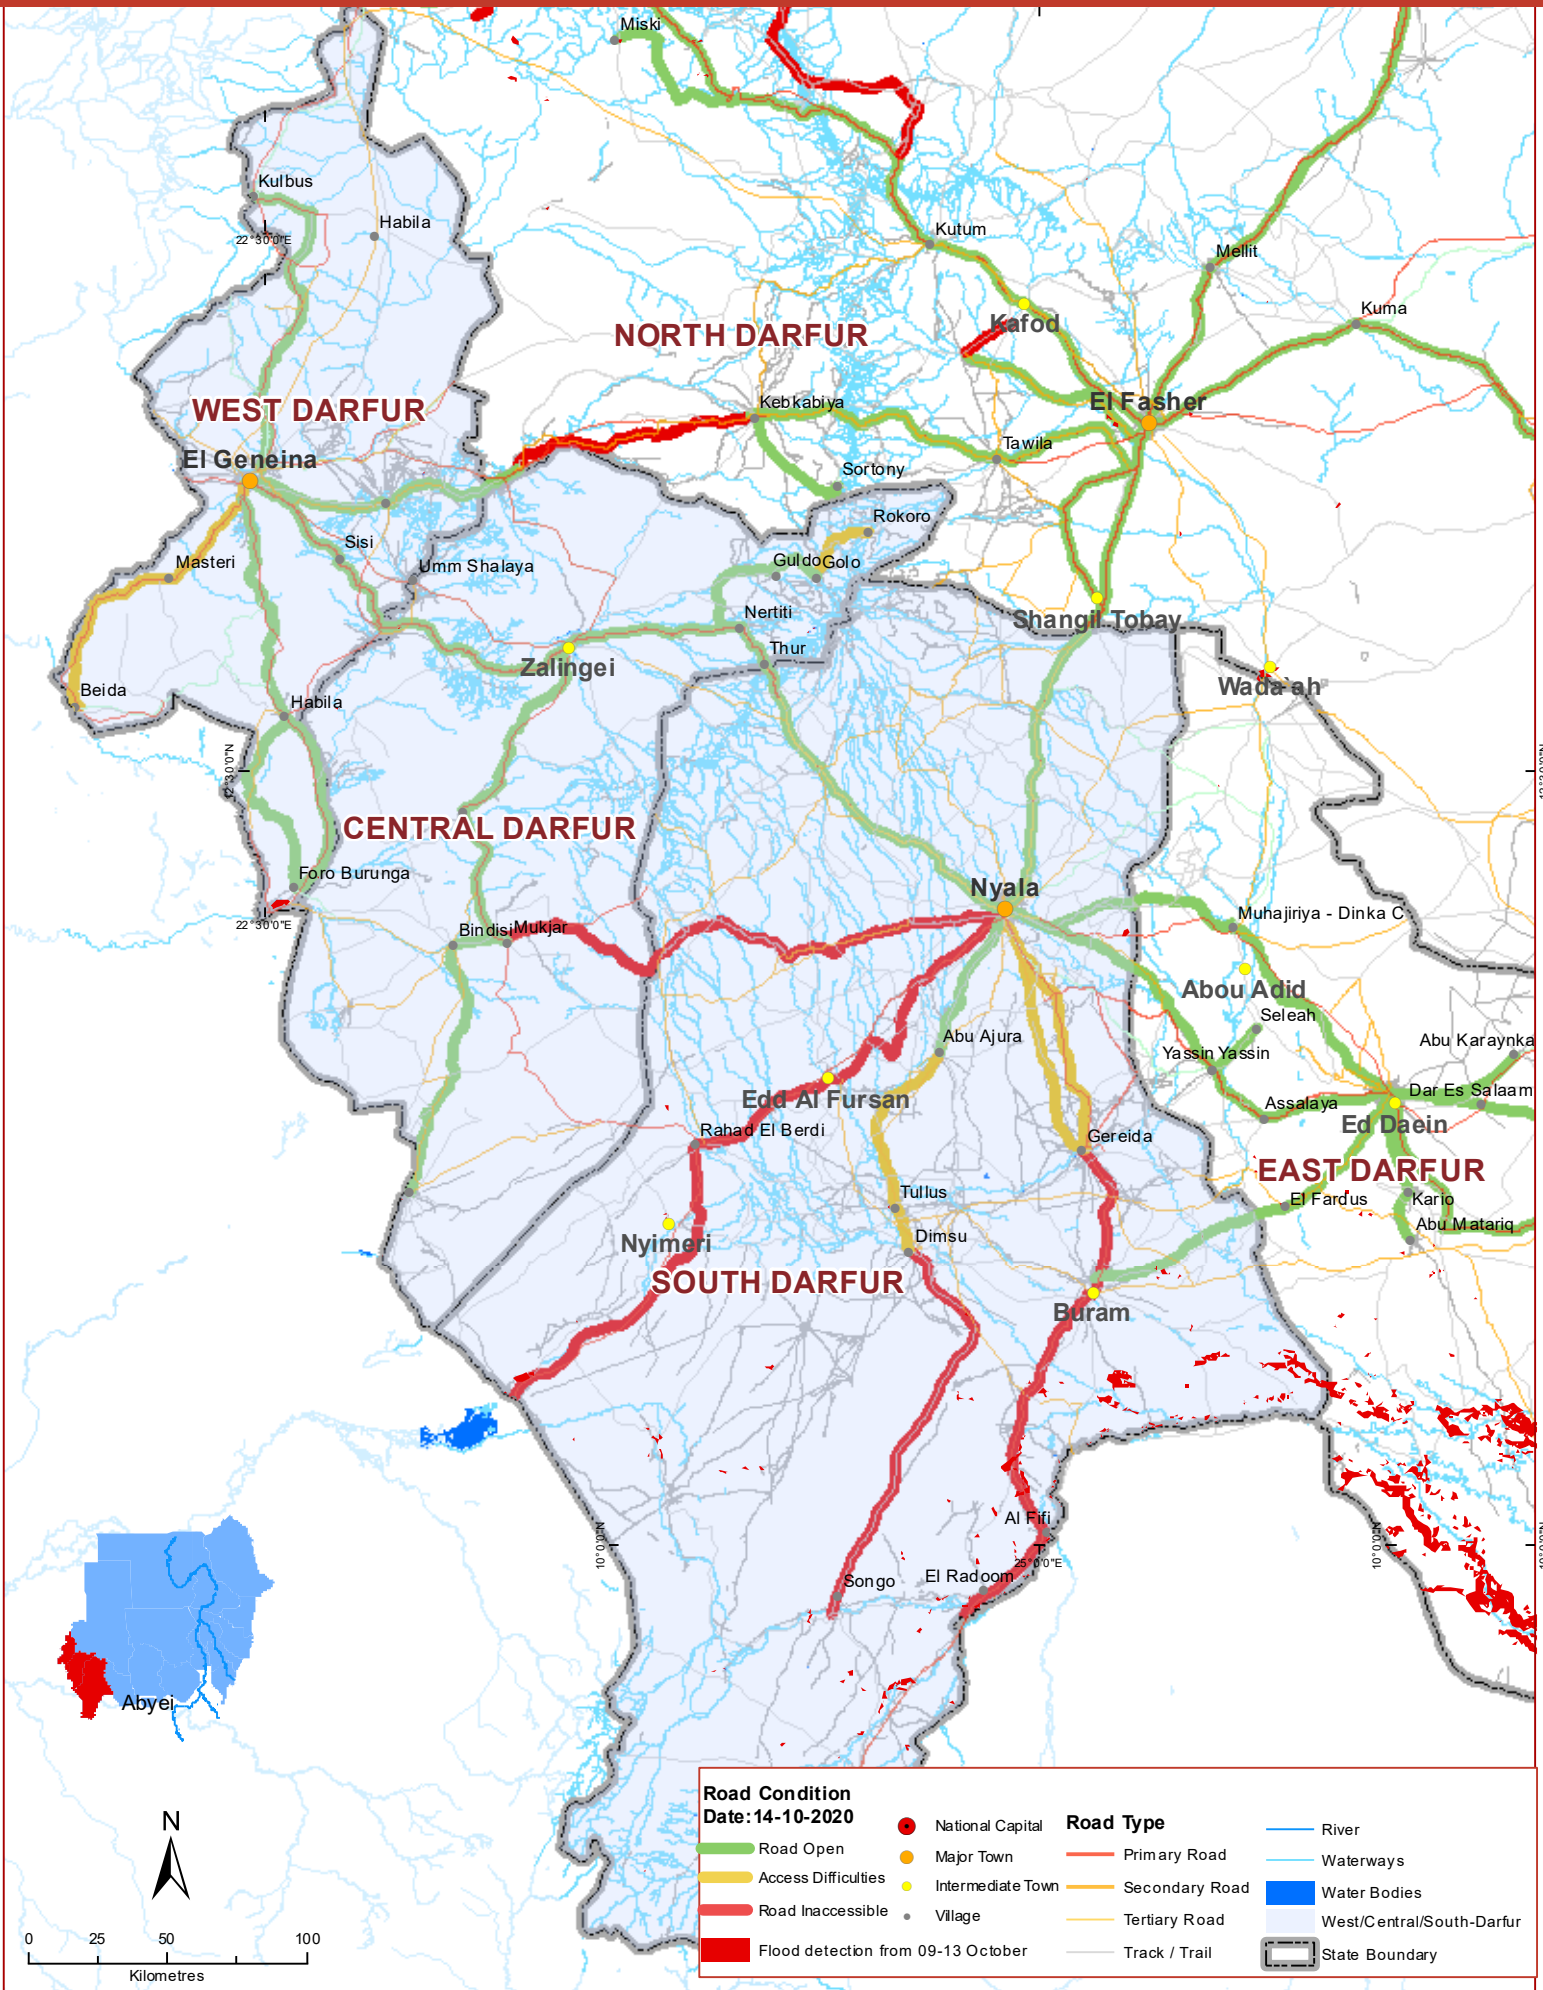 Miski
Kulbus
Habila
22°30'0"E
Kutum
Mellit
Kafod
Kuma
NORTH DARFUR
WEST DARFUR
Kebkabiya
El Fasher
Tawila
El Geneina
Sortony
Rokoro
Sisi
Masteri
Umm Shalaya
Guldo
Golo
Nertiti
Shangil Tobay
Zalingei
Thur
Wada`ah
Beida
Habila
12°30'0"N
CENTRAL DARFUR
Foro Burunga
Nyala
22°30'0"E
Muhajiriya - Dinka C
Bindisi
Mukjar
Abou Adid
Seleah
Abu Ajura
Yassin Yassin
Abu Karaynka
Edd Al Fursan
Dar Es Salaam
Assalaya
Ed Daein
Rahad El Berdi
Gereida
EAST DARFUR
Tullus
El Fardus
Kario
Abu Matariq
Nyimeri
Dimsu
SOUTH DARFUR
Buram
Al Fifi
10°0'0"N
10°0'0"N
25°0'0"E
Songo
El Radoom
Abyei
N
0 25 50 100
Kilometres
Road Condition
Date:14-10-2020
Road Open
Access Difficulties
Road Inaccessible
Flood detection from 09-13 October
National Capital
Major Town
Intermediate Town
Village
Road Type
Primary Road
Secondary Road
Tertiary Road
Track / Trail
River
Waterways
Water Bodies
West/Central/South-Darfur
State Boundary